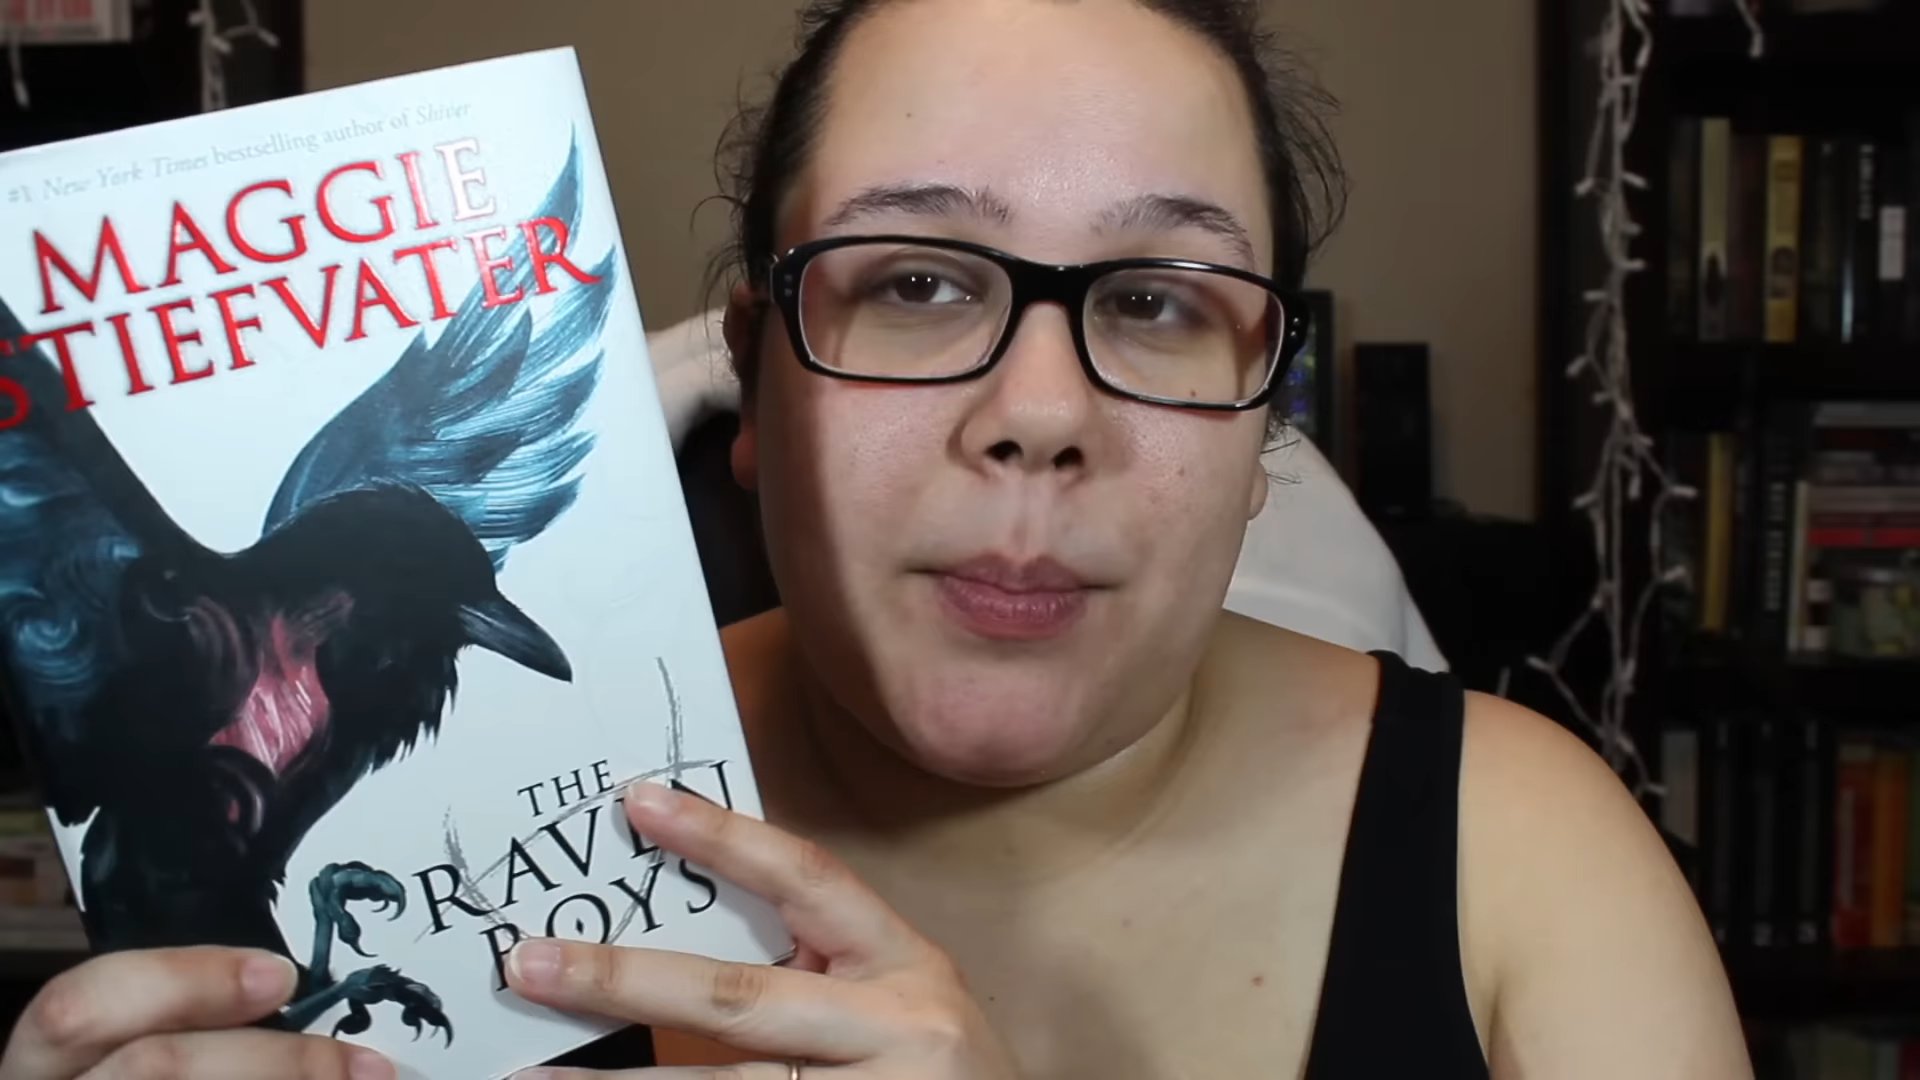 #1 New York Times bestselling author of Shiver
MAGGIE
STIEFVATER
THE
RAVEN
BOYS